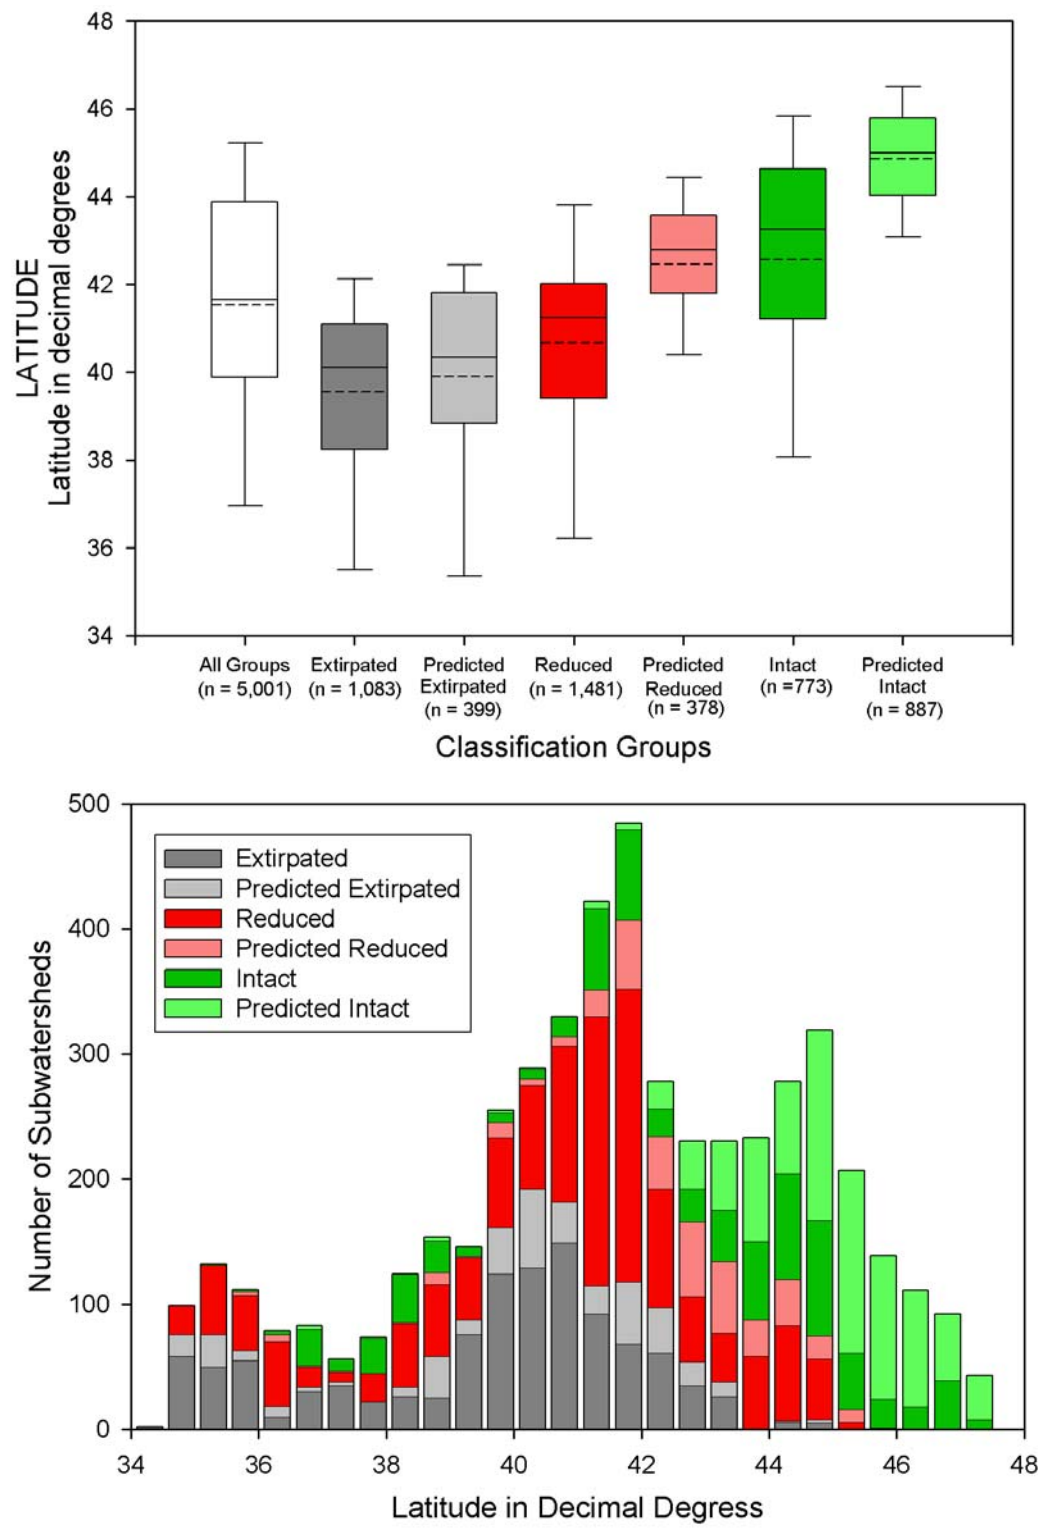 48
46
44
42
40
38
36
34
LATITUDE
Latitude in decimal degrees
All Groups
(n = 5,001)
Extirpated
(n = 1,083)
Predicted
Extirpated
(n = 399)
Reduced
(n = 1,481)
Predicted
Reduced
(n = 378)
Intact
(n =773)
Predicted
Intact
(n = 887)
Classification Groups
500
400
300
200
100
0
Number of Subwatersheds
Extirpated
Predicted Extirpated
Reduced
Predicted Reduced
Intact
Predicted Intact
34 36 38 40 42 44 46 48
Latitude in Decimal Degress